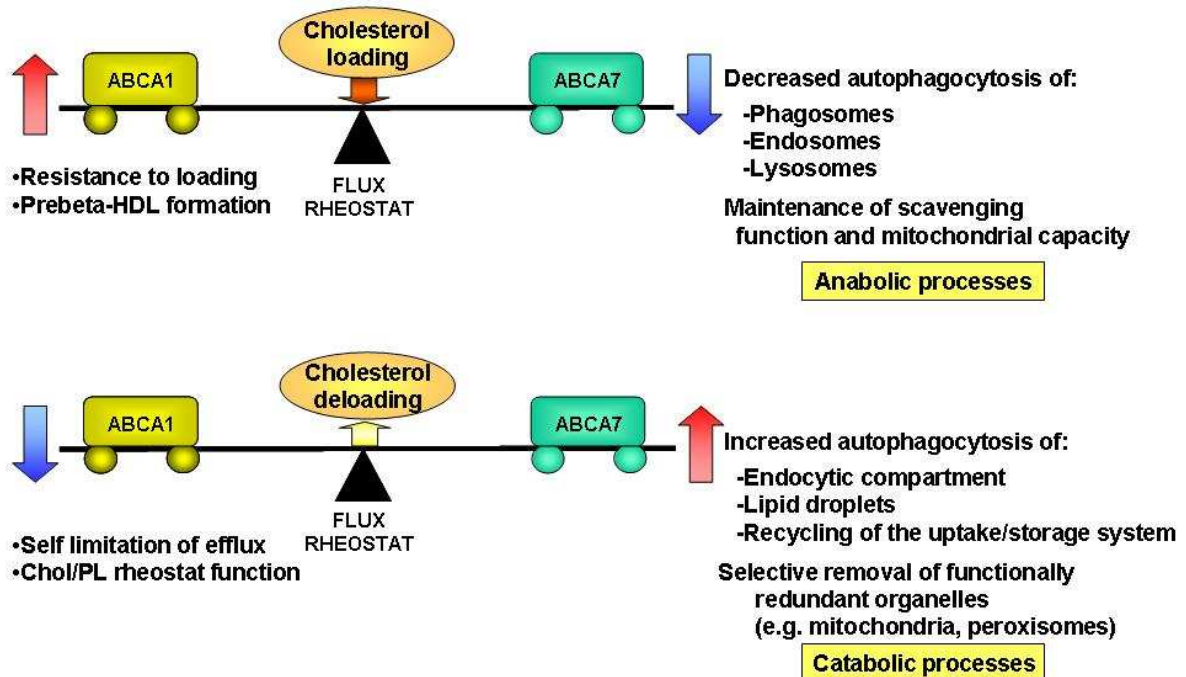 Cholesterol
loading
ABCA1
ABCA7
•Resistance to loading
•Prebeta-HDL formation
FLUX
RHEOSTAT
Decreased autophagocytosis of:
-Phagosomes
-Endosomes
-Lysosomes
Maintenance of scavenging
function and mitochondrial capacity
Anabolic processes
Cholesterol
deloading
ABCA1
ABCA7
•Self limitation of efflux
•Chol/PL rheostat function
FLUX
RHEOSTAT
Increased autophagocytosis of:
-Endocytic compartment
-Lipid droplets
-Recycling of the uptake/storage system
Selective removal of functionally
redundant organelles
(e.g. mitochondria, peroxisomes)
Catabolic processes